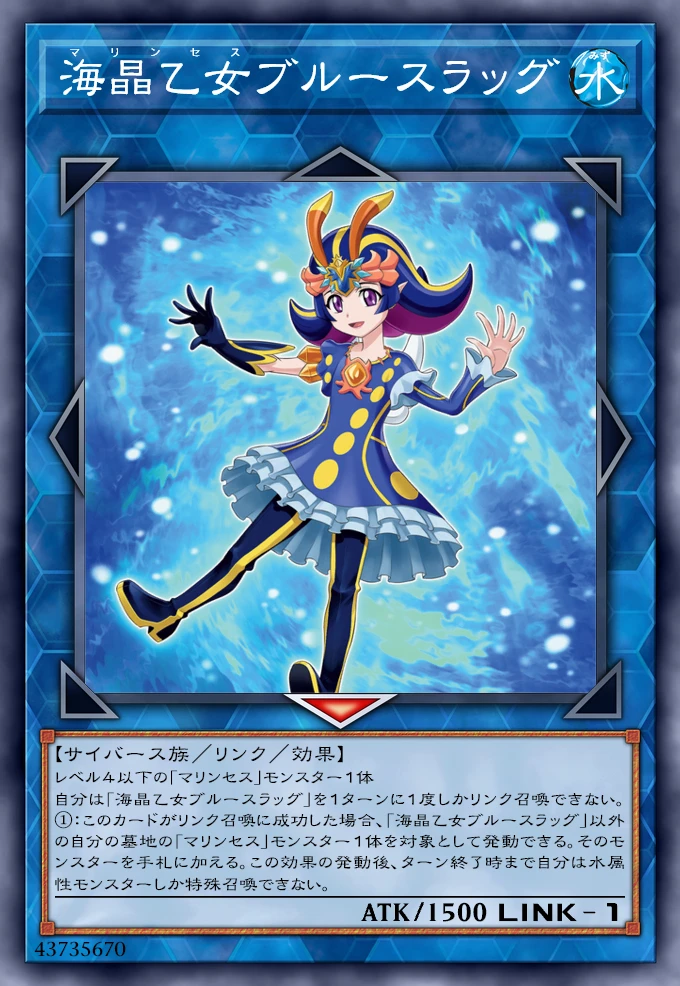 マリンセス
海晶乙女ブルースラッグ
みず
水
【サイバース族／リンク／効果】
レベル４以下の「マリンセス」モンスター１体
自分は「海晶乙女ブルースラッグ」を１ターンに１度しかリンク召喚できない。
①：このカードがリンク召喚に成功した場合、「海晶乙女ブルースラッグ」以外
の自分の墓地の「マリンセス」モンスター１体を対象として発動できる。そのモ
ンスターを手札に加える。この効果の発動後、ターン終了時まで自分は水属
性モンスターしか特殊召喚できない。
ATK/1500 LINK-1
43735670